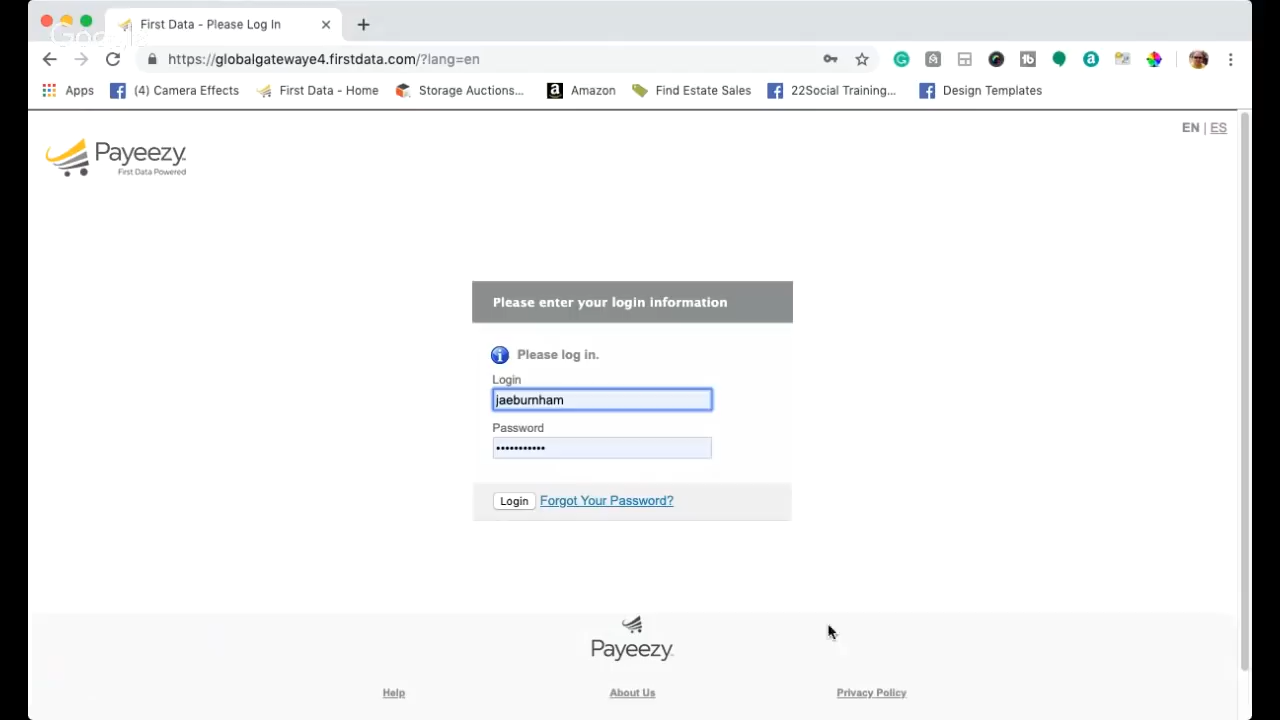 First Data - Please Log In
Google
https://globalgatewaye4.firstdata.com/?lang=en
Apps
(4) Camera Effects
First Data - Home
Storage Auctions...
Amazon
Find Estate Sales
22Social Training...
Design Templates
EN | ES
Payeezy
First Data Powered
Please enter your login information
Please log in.
Login
jaeburnham
Password
•••••••••••
Login
Forgot Your Password?
Payeezy
Help
About Us
Privacy Policy